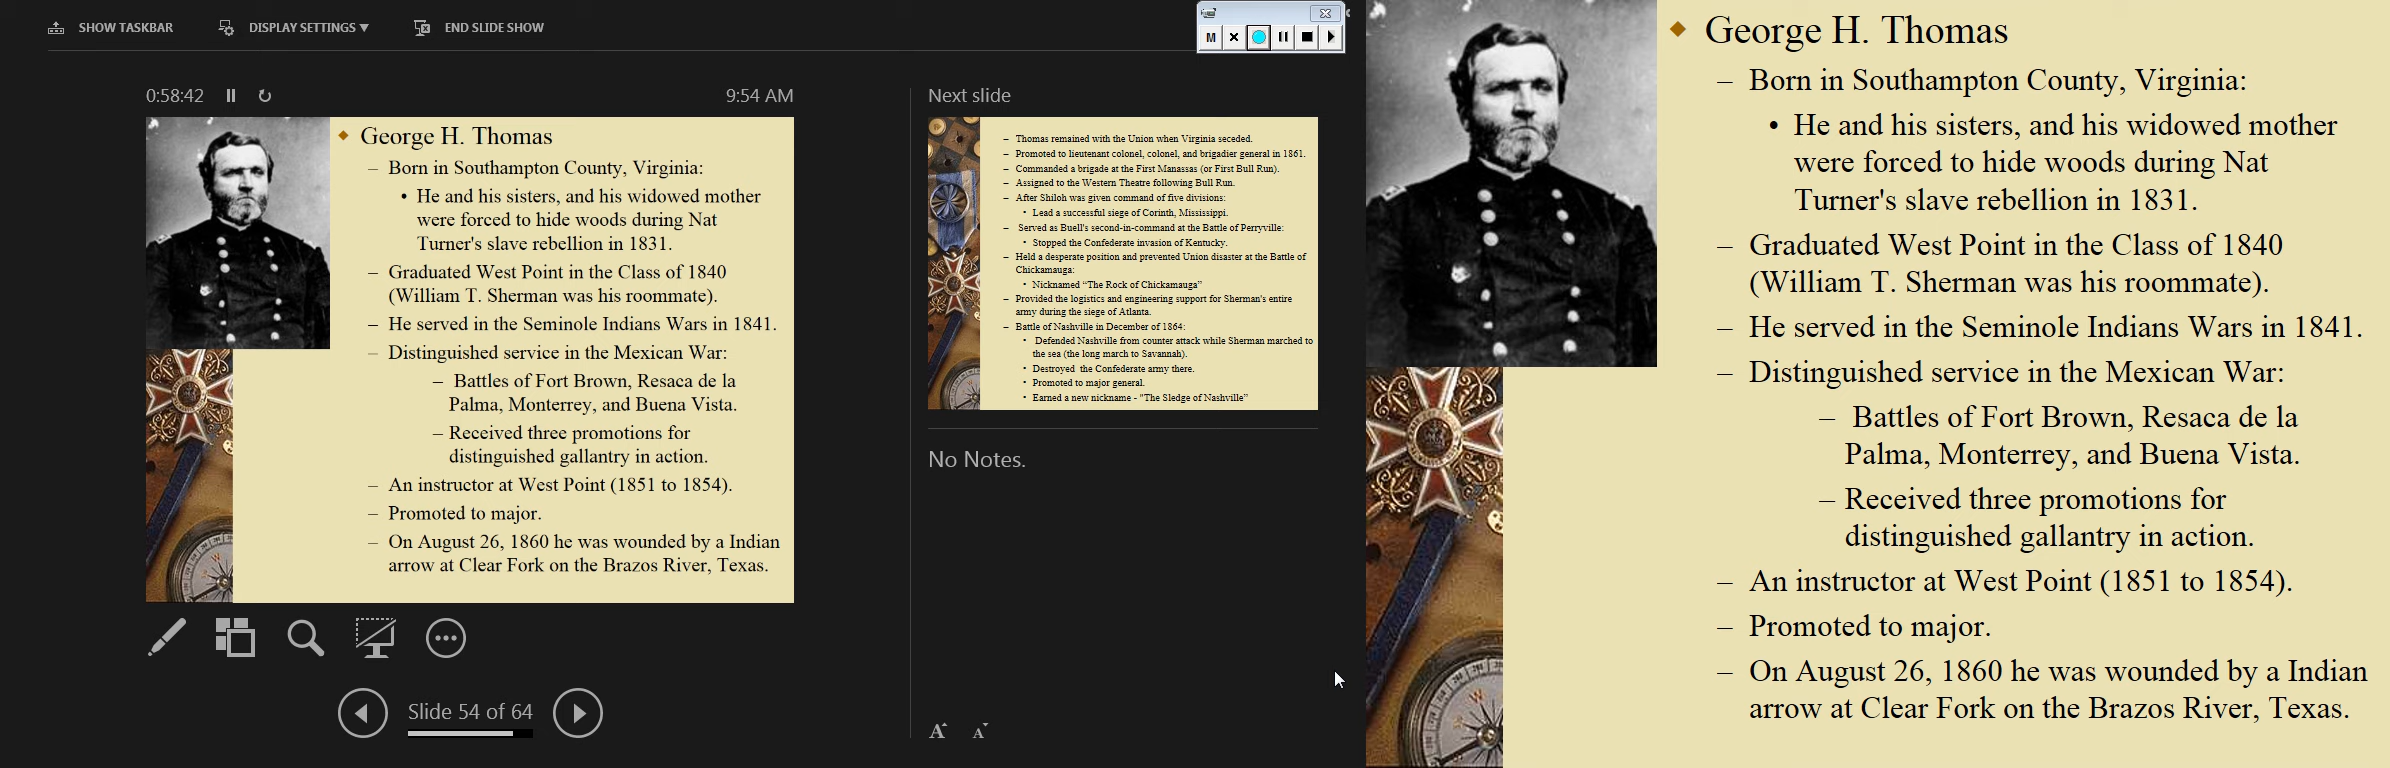 SHOW TASKBAR
DISPLAY SETTINGS ▼
END SLIDE SHOW
M
0:58:42
9:54 AM
George H. Thomas
– Born in Southampton County, Virginia:
• He and his sisters, and his widowed mother
were forced to hide woods during Nat
Turner's slave rebellion in 1831.
– Graduated West Point in the Class of 1840
(William T. Sherman was his roommate).
– He served in the Seminole Indians Wars in 1841.
– Distinguished service in the Mexican War:
– Battles of Fort Brown, Resaca de la
Palma, Monterrey, and Buena Vista.
– Received three promotions for
distinguished gallantry in action.
– An instructor at West Point (1851 to 1854).
– Promoted to major.
– On August 26, 1860 he was wounded by a Indian
arrow at Clear Fork on the Brazos River, Texas.
Slide 54 of 64
Next slide
– Thomas remained with the Union when Virginia seceded.
– Promoted to lieutenant colonel, colonel, and brigadier general in 1861.
– Commanded a brigade at the First Manassas (or First Bull Run).
– Assigned to the Western Theatre following Bull Run.
– After Shiloh was given command of five divisions:
• Lead a successful siege of Corinth, Mississippi.
– Served as Buell's second-in-command at the Battle of Perryville:
• Stopped the Confederate invasion of Kentucky.
– Held a desperate position and prevented Union disaster at the Battle of
Chickamauga:
• Nicknamed “The Rock of Chickamauga”
– Provided the logistics and engineering support for Sherman's entire
army during the siege of Atlanta.
– Battle of Nashville in December of 1864:
• Defended Nashville from counter attack while Sherman marched to
the sea (the long march to Savannah).
• Destroyed the Confederate army there.
• Promoted to major general.
• Earned a new nickname - "The Sledge of Nashville”
No Notes.
A A
George H. Thomas
– Born in Southampton County, Virginia:
• He and his sisters, and his widowed mother
were forced to hide woods during Nat
Turner's slave rebellion in 1831.
– Graduated West Point in the Class of 1840
(William T. Sherman was his roommate).
– He served in the Seminole Indians Wars in 1841.
– Distinguished service in the Mexican War:
– Battles of Fort Brown, Resaca de la
Palma, Monterrey, and Buena Vista.
– Received three promotions for
distinguished gallantry in action.
– An instructor at West Point (1851 to 1854).
– Promoted to major.
– On August 26, 1860 he was wounded by a Indian
arrow at Clear Fork on the Brazos River, Texas.